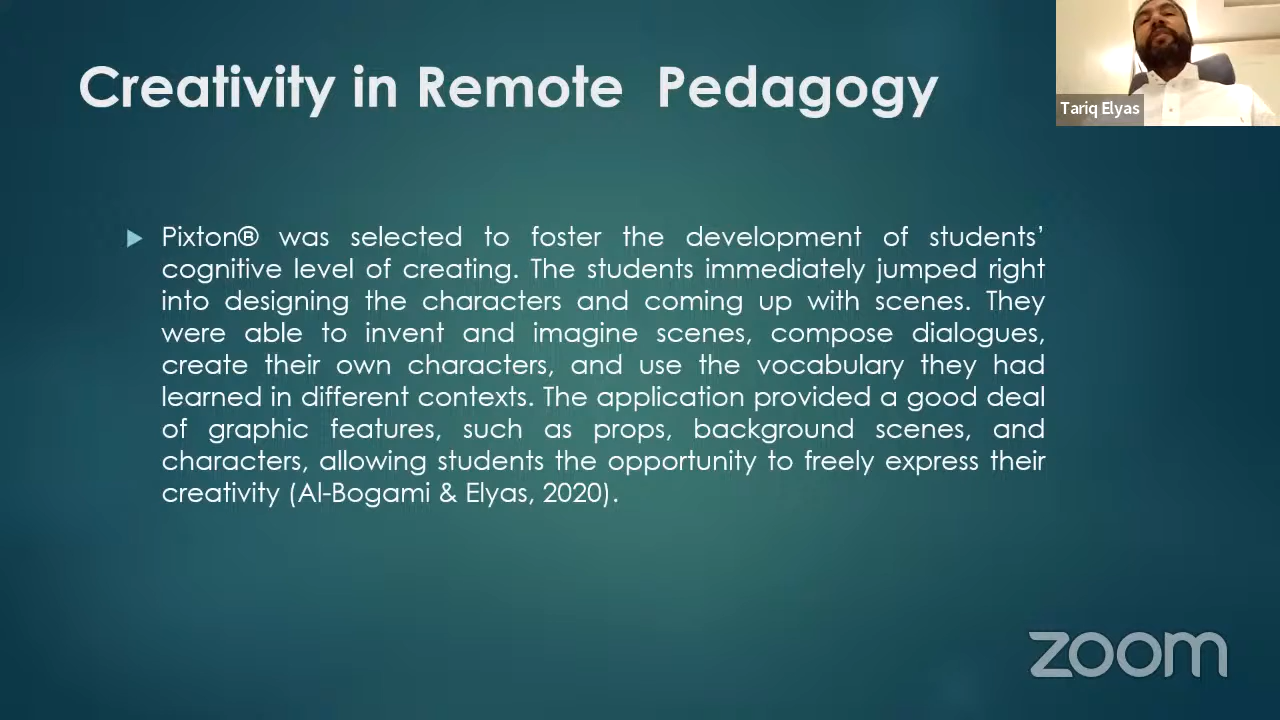 Creativity in Remote  Pedagogy
Tariq Elyas
Pixton® was selected to foster the development of students’
cognitive level of creating. The students immediately jumped right
into designing the characters and coming up with scenes. They
were able to invent and imagine scenes, compose dialogues,
create their own characters, and use the vocabulary they had
learned in different contexts. The application provided a good deal
of graphic features, such as props, background scenes, and
characters, allowing students the opportunity to freely express their
creativity (Al-Bogami & Elyas, 2020).
zoom